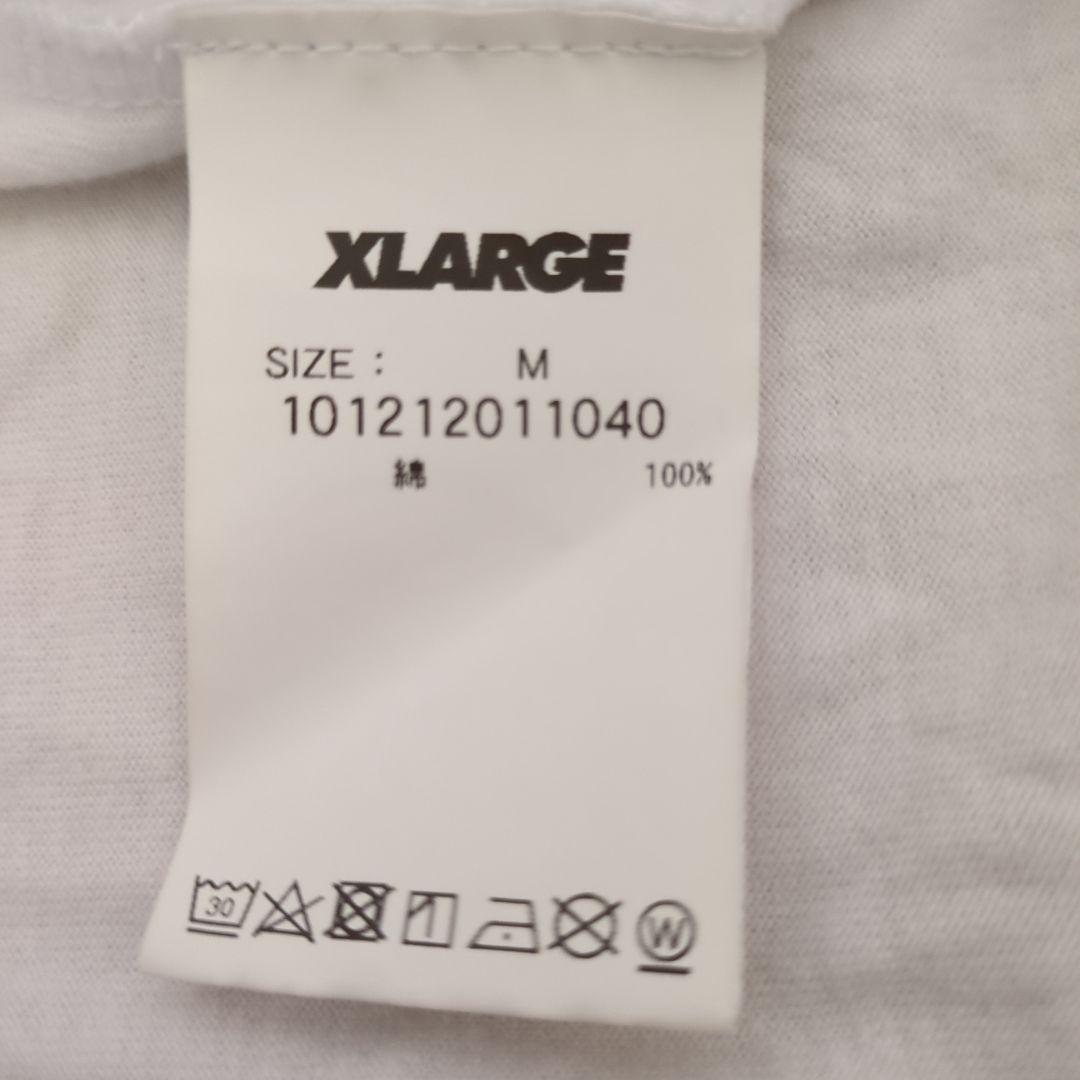 XLARGE
SIZE : M
101212011040
綿 100%
30 W